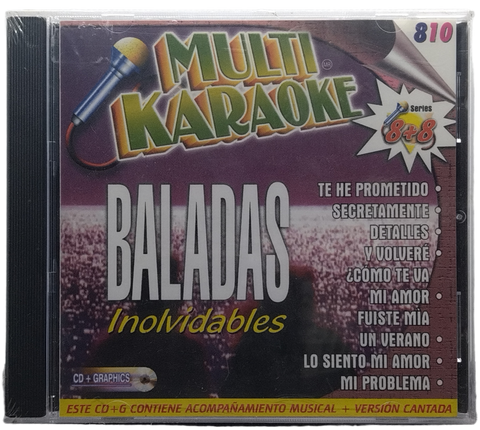 810
MULTI
KARAOKE
Series
8+8
BALADAS
Inolvidables
TE HE PROMETIDO •
SECRETAMENTE •
DETALLES •
Y VOLVERÉ •
¿COMO TE VA
MI AMOR •
FUISTE MIA
UN VERANO •
LO SIENTO MI AMOR •
MI PROBLEMA •
CD + GRAPHICS
ESTE CD+G CONTIENE ACOMPAÑAMIENTO MUSICAL + VERSIÓN CANTADA